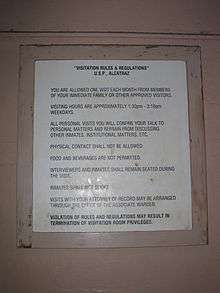 "VISITATION RULES & REGULATIONS"
U.S.P., ALCATRAZ
YOU ARE ALLOWED ONE VISIT EACH MONTH FROM MEMBERS
OF YOUR IMMEDIATE FAMILY OR OTHER APPROVED VISITORS.
VISITING HOURS ARE APPROXIMATELY 1:30pm - 3:10pm
WEEKDAYS.
ALL PERSONAL VISITS YOU WILL CONFINE YOUR TALK TO
PERSONAL MATTERS AND REFRAIN FROM DISCUSSING
OTHER INMATES, INSTITUTIONAL MATTERS, ETC.
PHYSICAL CONTACT SHALL NOT BE ALLOWED.
FOOD AND BEVERAGES ARE NOT PERMITTED.
INTERVIEWERS AND INMATES SHALL REMAIN SEATED DURING
THE VISIT.
INMATES SHALL NOT
VISITS WITH YOUR ATTORNEY OF RECORD MAY BE ARRANGED
THROUGH THE OFFICE OF THE ASSOCIATE WARDEN.
VIOLATION OF RULES AND REGULATIONS MAY RESULT IN
TERMINATION OF VISITATION ROOM PRIVILEGES.